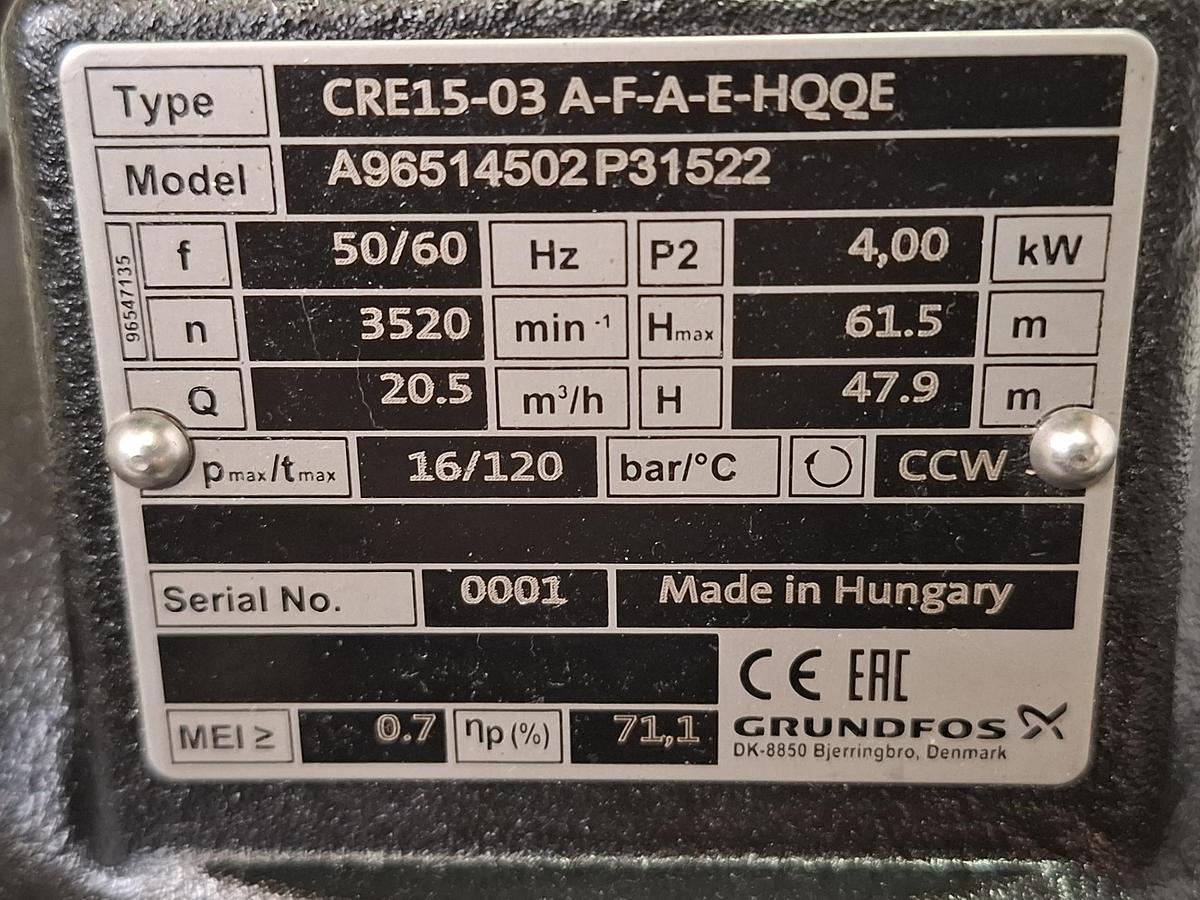 Type CRE15-03 A-F-A-E-HQQE
Model A96514502P31522
96547135
f 50/60 Hz P2 4,00 kW
n 3520 min⁻¹ Hmax 61.5 m
Q 20.5 m³/h H 47.9 m
pmax/tmax 16/120 bar/°C CCW
Serial No. 0001 Made in Hungary
CE EAC
MEI ≥ 0.7 ηp (%) 71,1
GRUNDFOS
DK-8850 Bjerringbro, Denmark